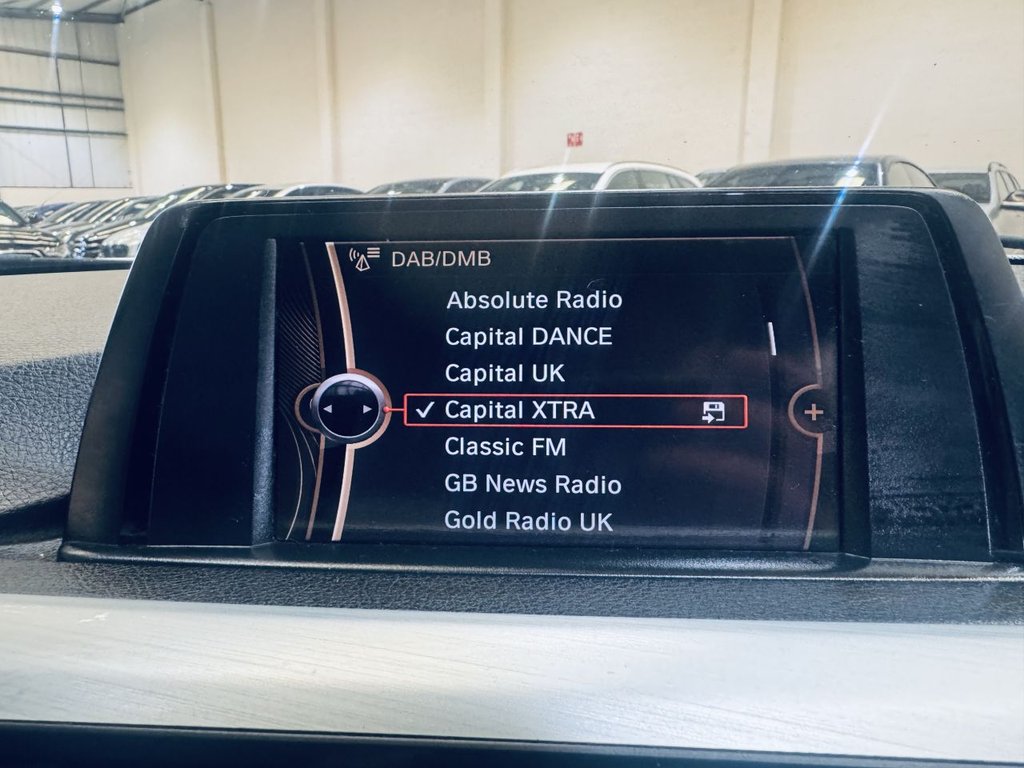 DAB/DMB
Absolute Radio
Capital DANCE
Capital UK
Capital XTRA
Classic FM
GB News Radio
Gold Radio UK